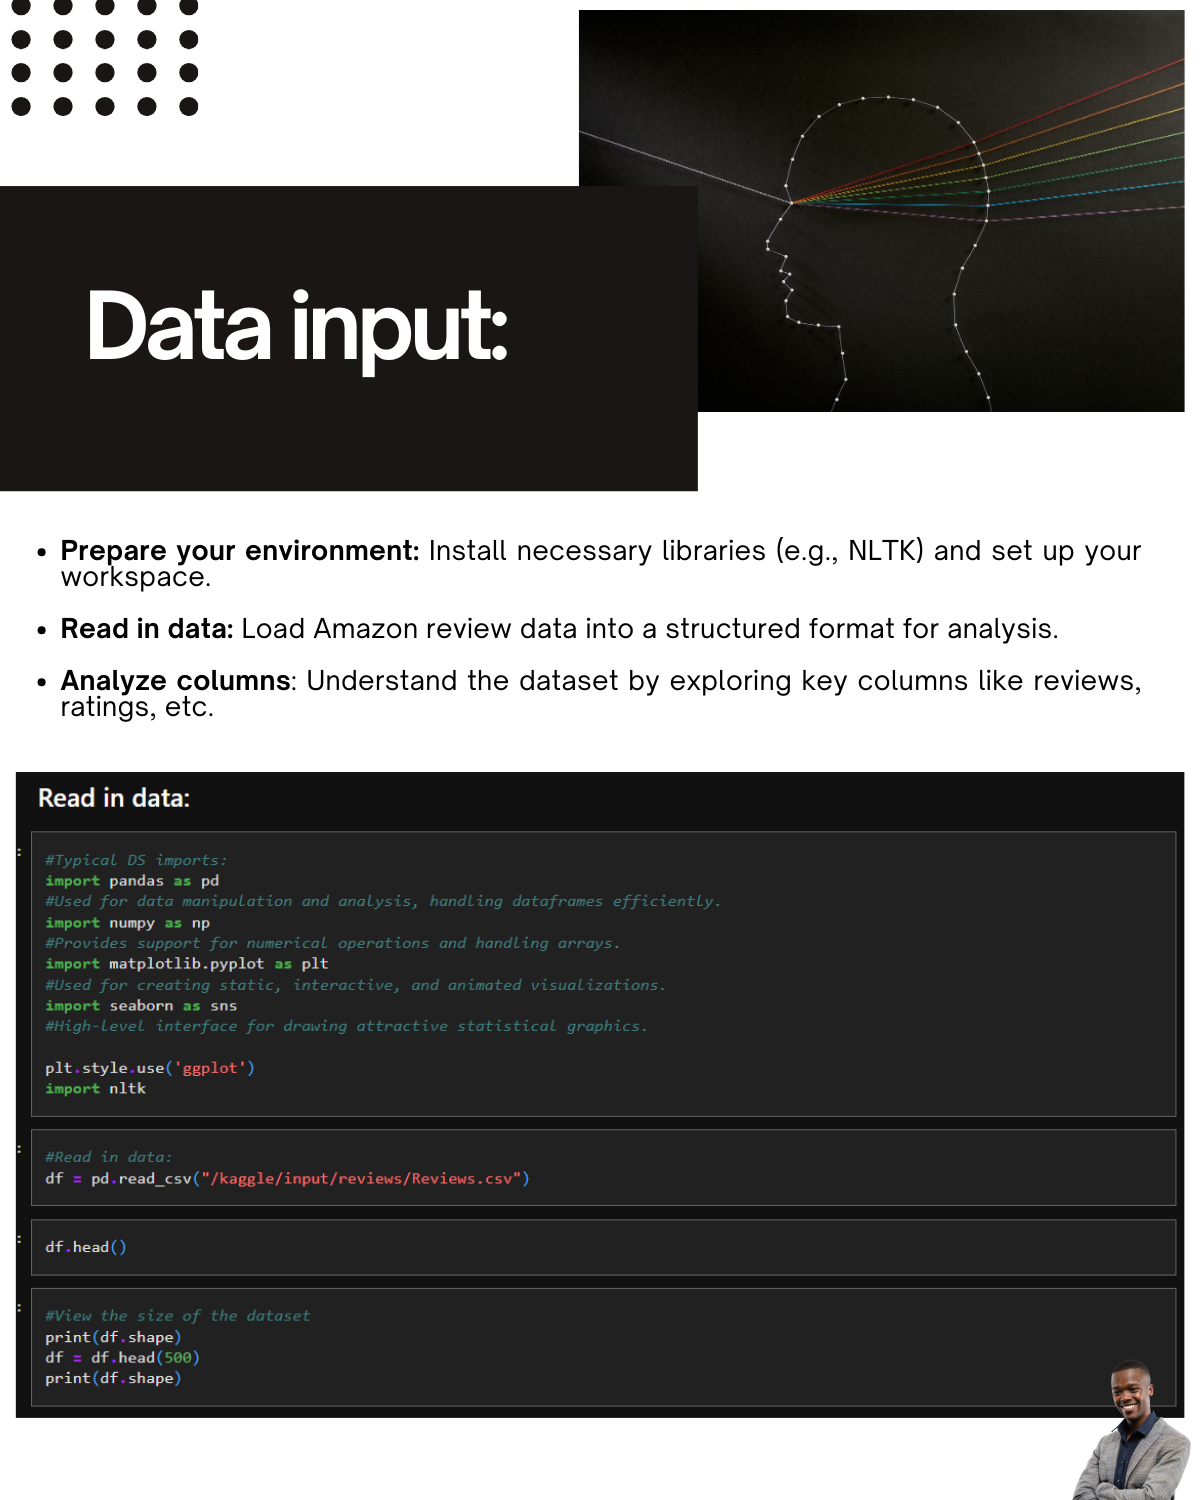 Data input:
• Prepare your environment: Install necessary libraries (e.g., NLTK) and set up your
workspace.
• Read in data: Load Amazon review data into a structured format for analysis.
• Analyze columns: Understand the dataset by exploring key columns like reviews,
ratings, etc.
Read in data:
:
#Typical DS imports:
import pandas as pd
#Used for data manipulation and analysis, handling dataframes efficiently.
import numpy as np
#Provides support for numerical operations and handling arrays.
import matplotlib.pyplot as plt
#Used for creating static, interactive, and animated visualizations.
import seaborn as sns
#High-level interface for drawing attractive statistical graphics.
plt.style.use('ggplot')
import nltk
:
#Read in data:
df = pd.read_csv("/kaggle/input/reviews/Reviews.csv")
:
df.head()
:
#View the size of the dataset
print(df.shape)
df = df.head(500)
print(df.shape)